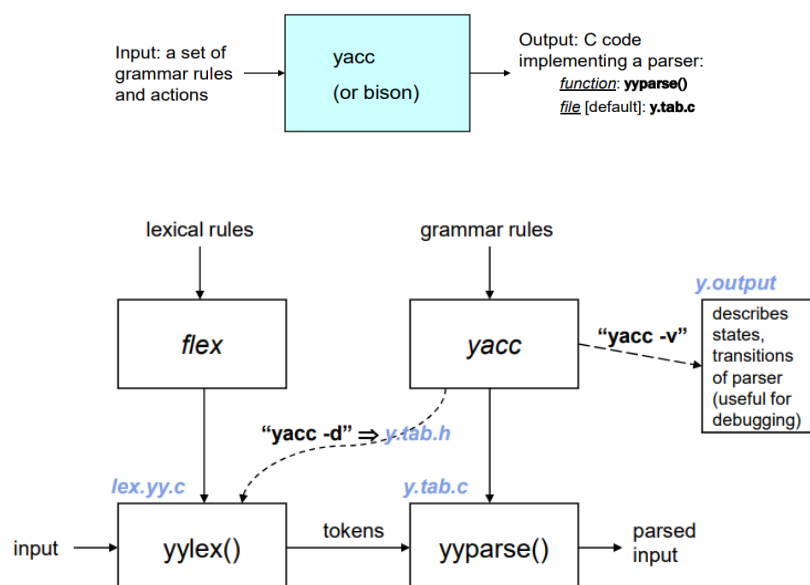 Input: a set of
grammar rules
and actions
yacc
(or bison)
Output: C code
implementing a parser:
function: yyparse()
file [default]: y.tab.c
lexical rules
grammar rules
y.output
flex
yacc
"yacc -v"
describes
states,
transitions
of parser
(useful for
debugging)
"yacc -d" ⇒ y.tab.h
lex.yy.c
y.tab.c
input
yylex()
tokens
yyparse()
parsed
input